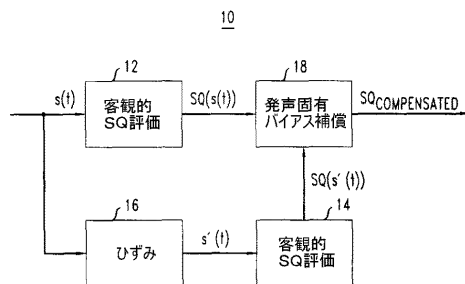 10
12
18
s(t)
客観的
SQ評価
SQ(s(t))
発声固有
バイアス補償
SQCOMPENSATED
SQ(s'(t))
16
14
ひずみ
s'(t)
客観的
SQ評価